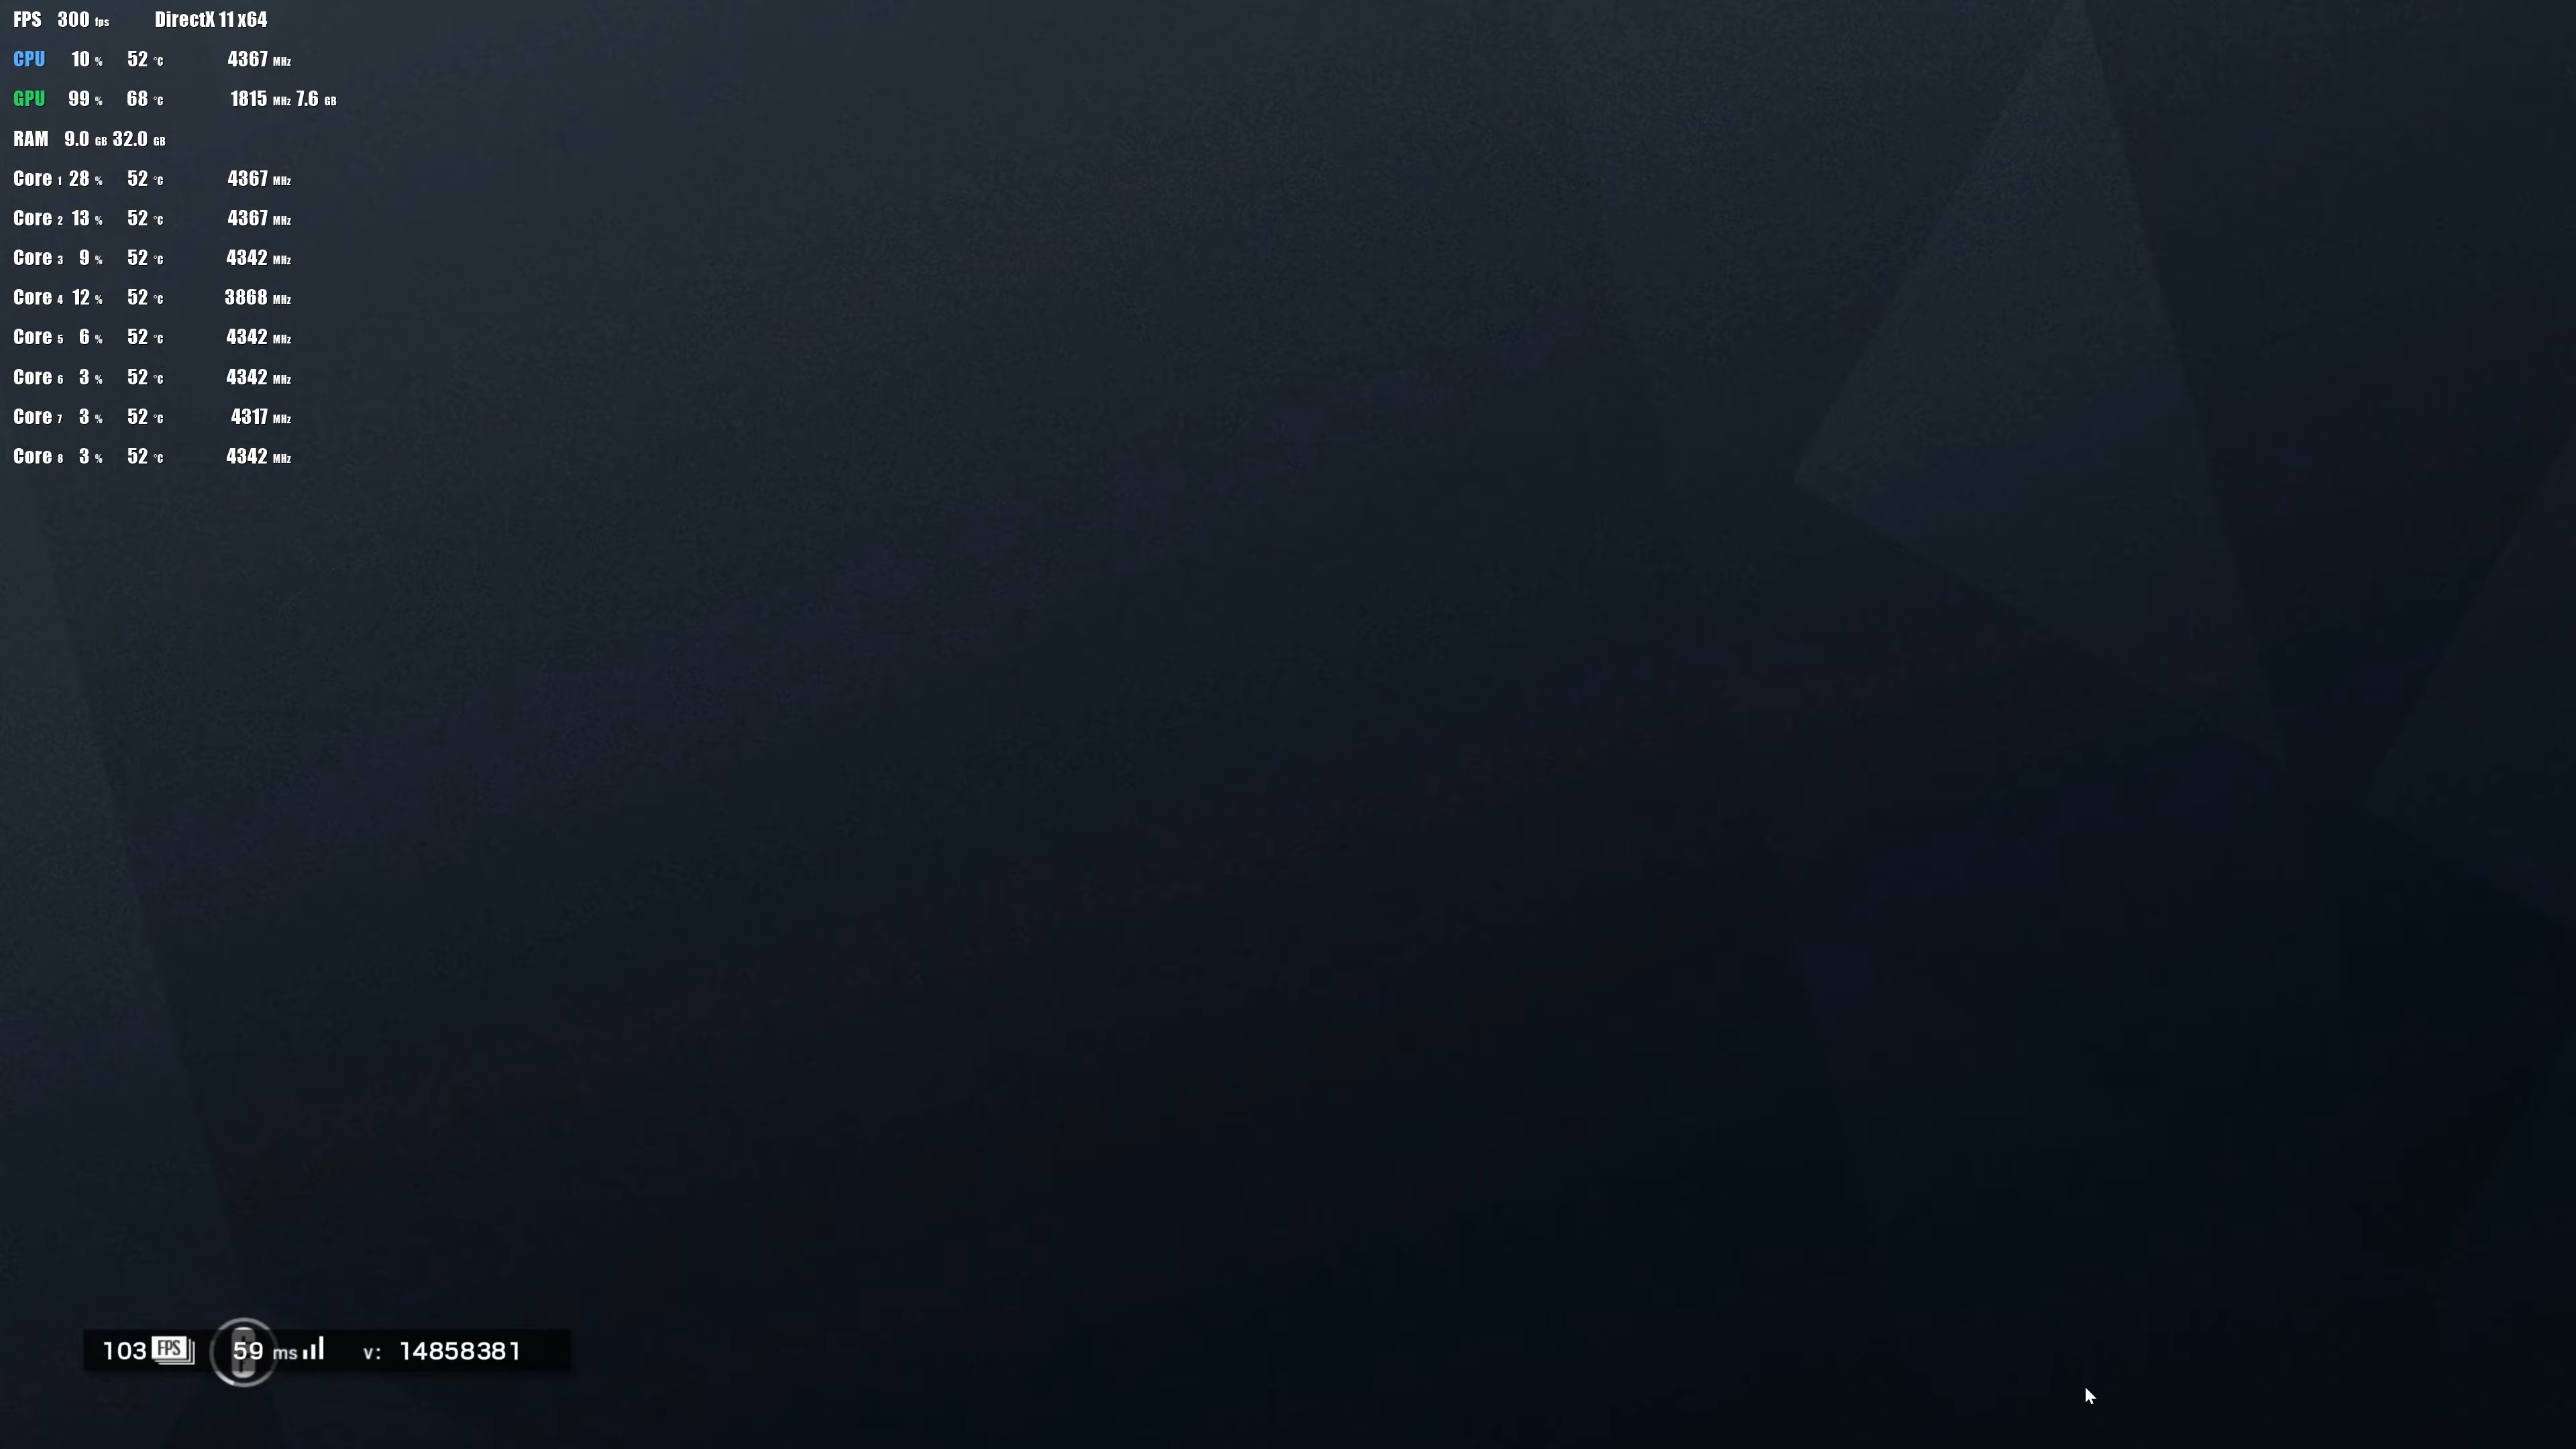 FPS 300 fps DirectX 11 x64
CPU 10 % 52 °C 4367 MHz
GPU 99 % 68 °C 1815 MHz 7.6 GB
RAM 9.0 GB 32.0 GB
Core 1 28 % 52 °C 4367 MHz
Core 2 13 % 52 °C 4367 MHz
Core 3 9 % 52 °C 4342 MHz
Core 4 12 % 52 °C 3868 MHz
Core 5 6 % 52 °C 4342 MHz
Core 6 3 % 52 °C 4342 MHz
Core 7 3 % 52 °C 4317 MHz
Core 8 3 % 52 °C 4342 MHz
103 FPS 59 ms v: 14858381